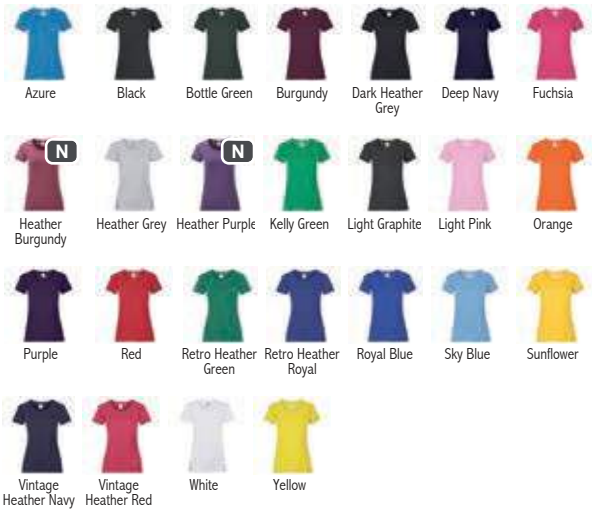 Azure
Black
Bottle Green
Burgundy
Dark Heather
Grey
Deep Navy
Fuchsia
N
N
Heather
Burgundy
Heather Grey
Heather Purple
Kelly Green
Light Graphite
Light Pink
Orange
Purple
Red
Retro Heather
Green
Retro Heather
Royal
Royal Blue
Sky Blue
Sunflower
Vintage
Heather Navy
Vintage
Heather Red
White
Yellow